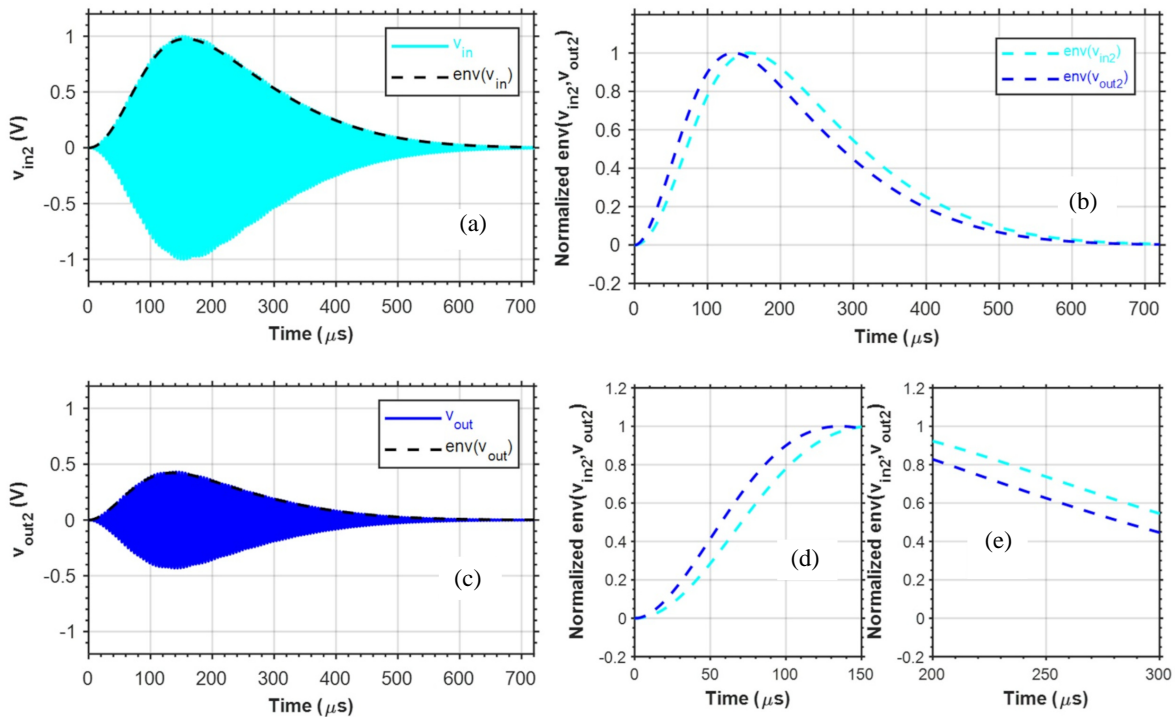 1
0.5
0
-0.5
-1
v_in2 (V)
v_in
env(v_in)
(a)
0 100 200 300 400 500 600 700
Time (μs)
1.2
1
0.8
0.6
0.4
0.2
0
-0.2
Normalized env(v_in2,v_out2)
env(v_in2)
env(v_out2)
(b)
0 100 200 300 400 500 600 700
Time (μs)
1
0.5
0
-0.5
-1
v_out2 (V)
v_out
env(v_out)
(c)
0 100 200 300 400 500 600 700
Time (μs)
1.2
1
0.8
0.6
0.4
0.2
0
-0.2
Normalized env(v_in2,v_out2)
(d)
0 50 100 150
Time (μs)
1.2
1
0.8
0.6
0.4
0.2
0
-0.2
Normalized env(v_in2,v_out2)
(e)
200 250 300
Time (μs)